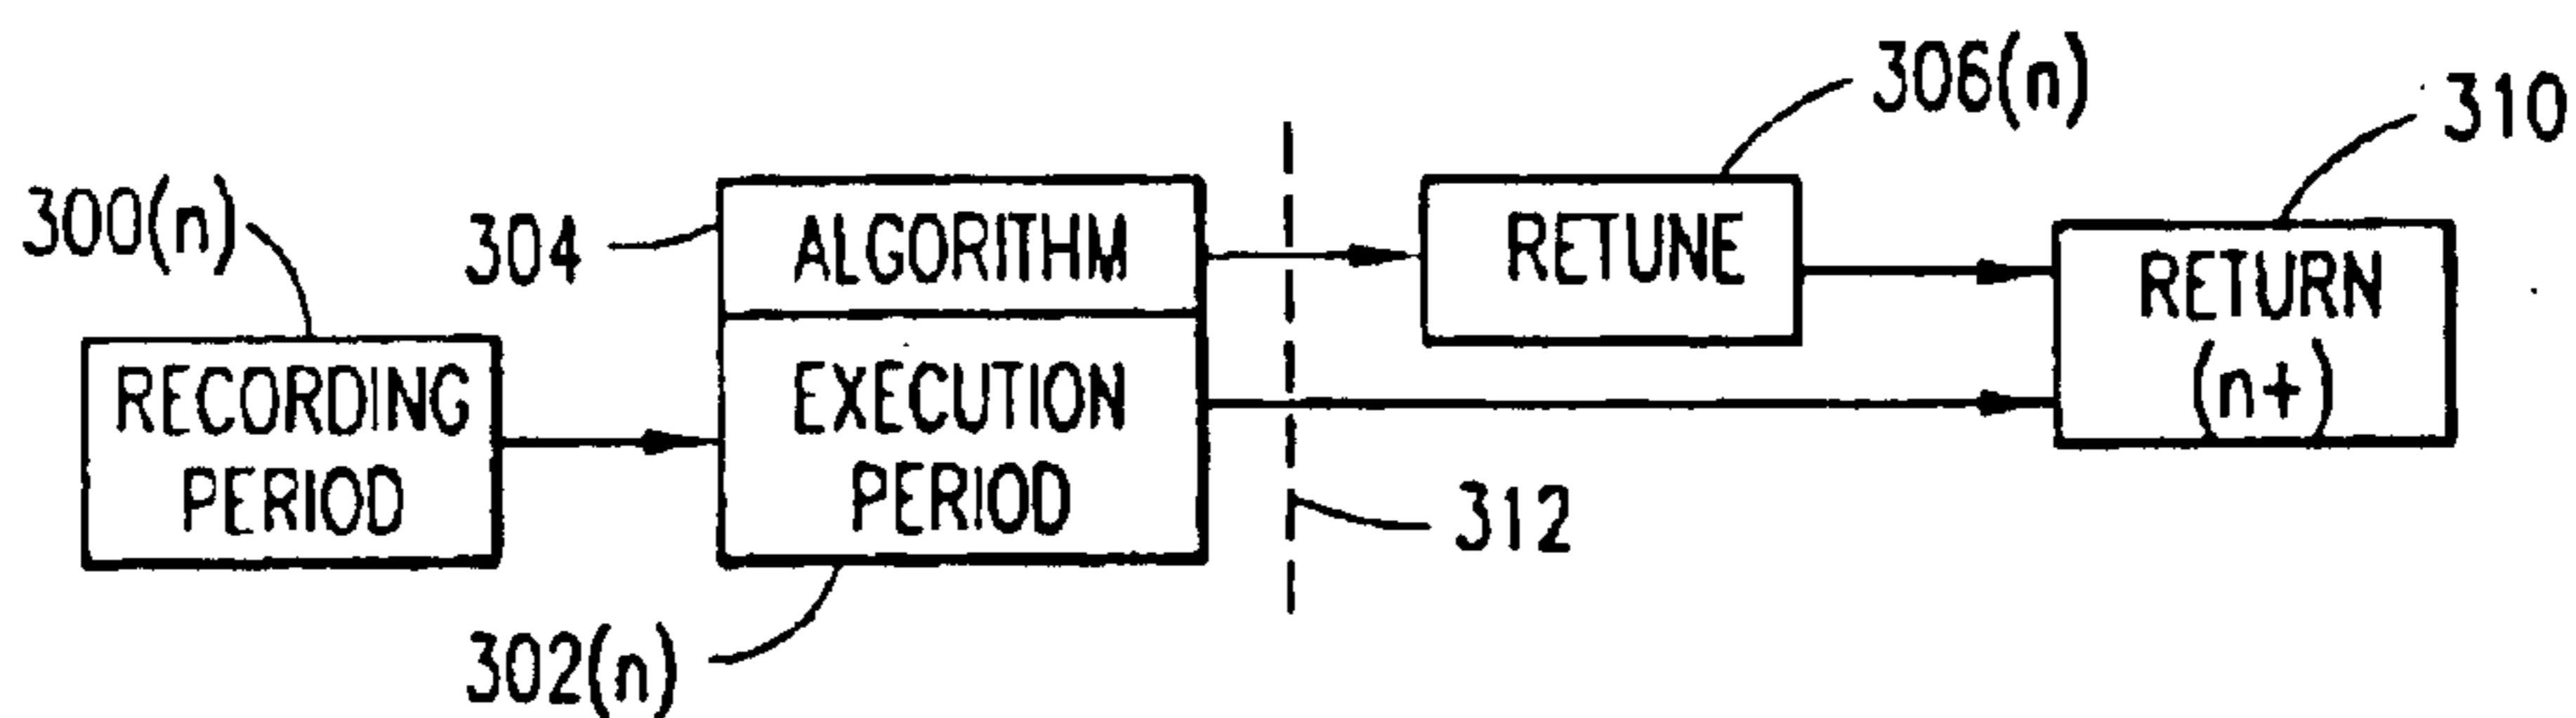 300(n)
RECORDING
PERIOD
304
ALGORITHM
EXECUTION
PERIOD
302(n)
312
306(n)
RETUNE
310
RETURN
(n+)